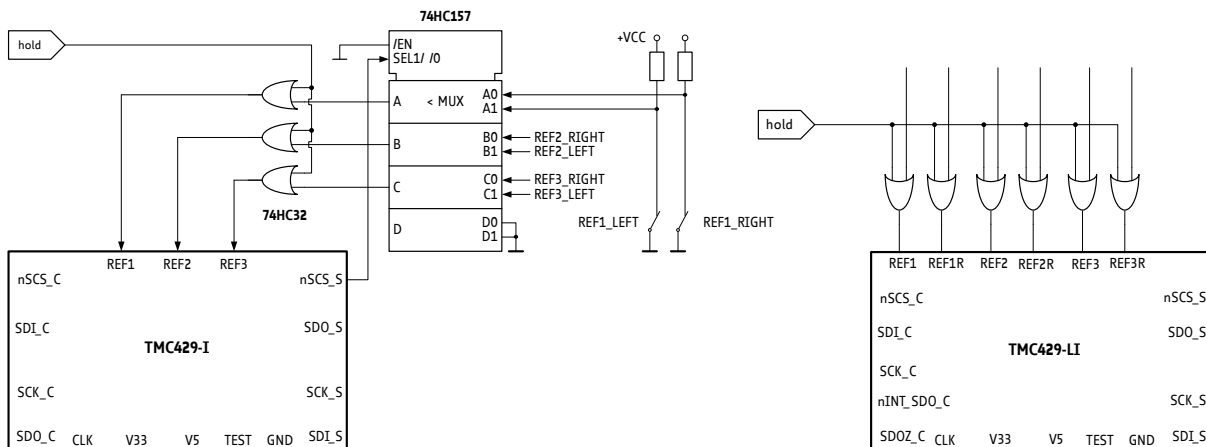 74HC157
hold
/EN
SEL1/ /0
+VCC
A
< MUX
A0
A1
B
B0
REF2_RIGHT
B1
REF2_LEFT
C
C0
REF3_RIGHT
C1
REF3_LEFT
D
D0
D1
74HC32
REF1_LEFT
REF1_RIGHT
REF1
REF2
REF3
nSCS_C
nSCS_S
SDI_C
SDO_S
TMC429-I
SCK_C
SCK_S
SDO_C
CLK
V33
V5
TEST
GND
SDI_S
hold
REF1
REF1R
REF2
REF2R
REF3
REF3R
nSCS_C
nSCS_S
SDI_C
SDO_S
TMC429-LI
SCK_C
nINT_SDO_C
SCK_S
SDOZ_C
CLK
V33
V5
TEST
GND
SDI_S